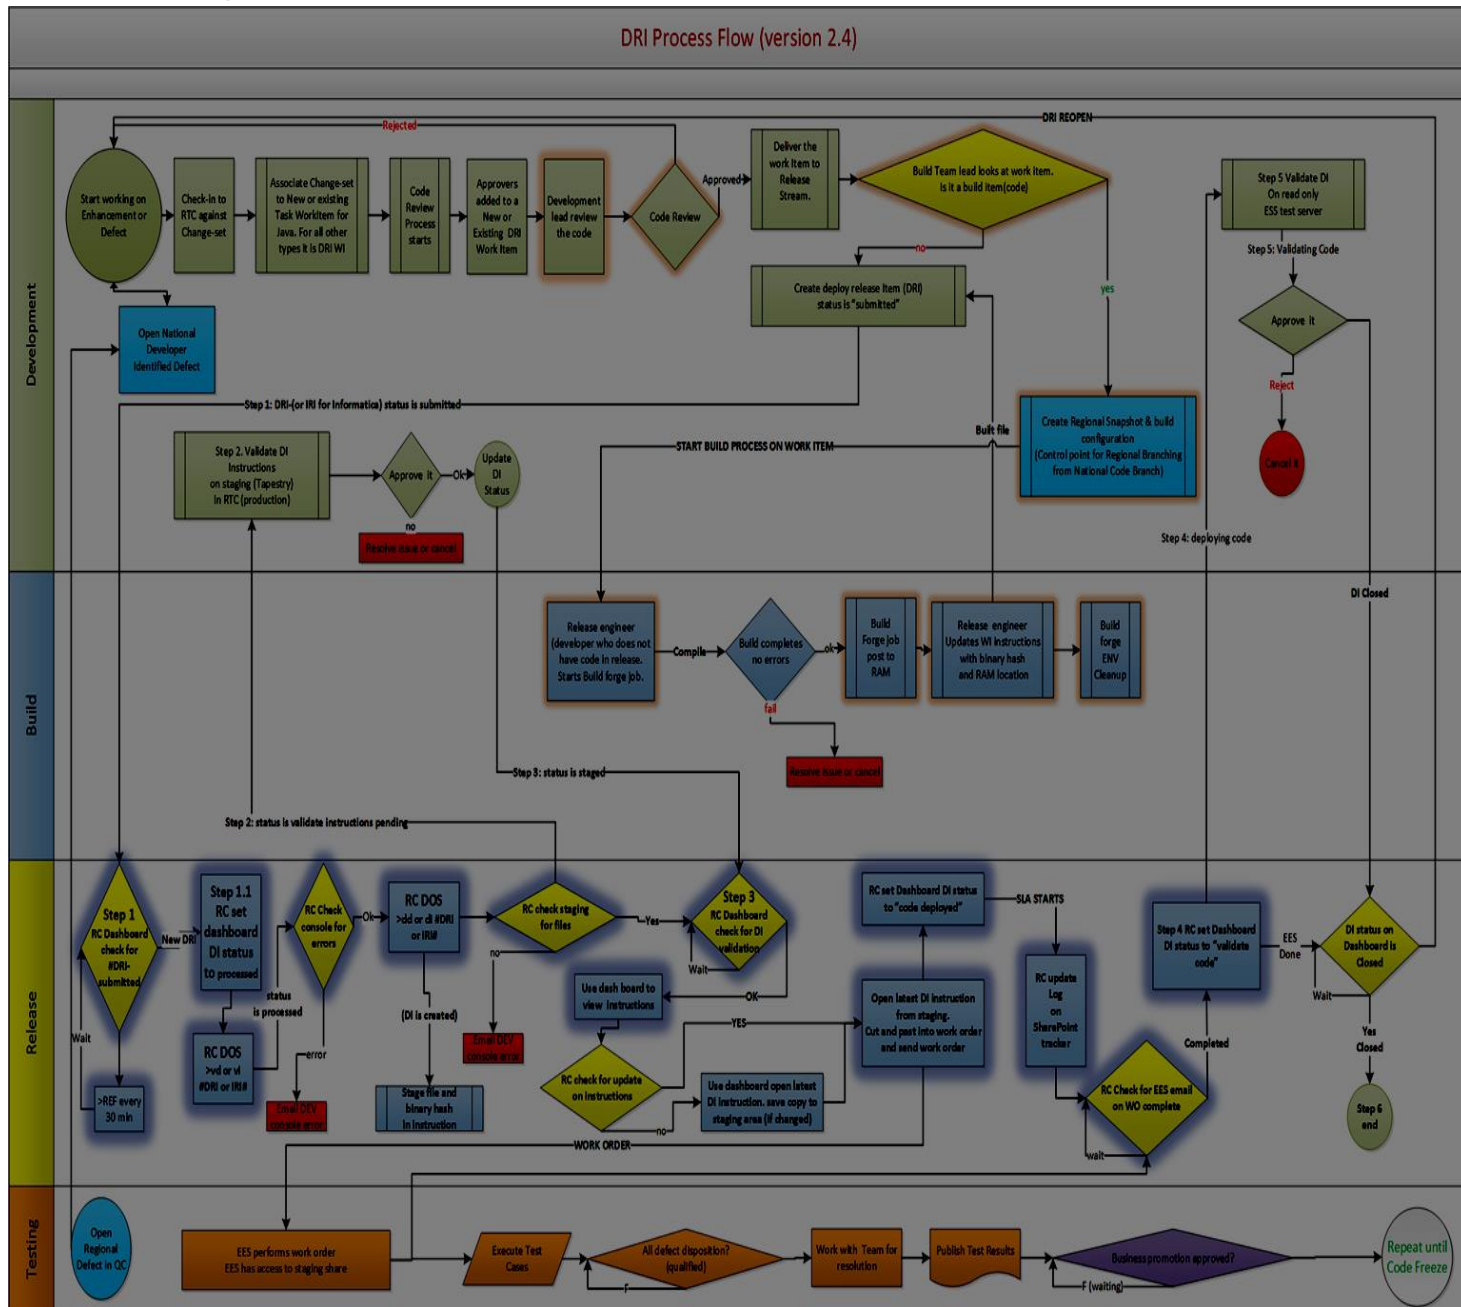 DRI Process Flow (version 2.4)
Development
Rejected
DRI REOPEN
Start working on
Enhancement or
Defect
Check-in to
RTC against
Change-set
Associate Change-set
to New or existing
Task WorkItem for
Java. For all other
types it is DRI WI
Code
Review
Process
starts
Approvers
added to a
New or
Existing DRI
Work Item
Development
lead review
the code
Code Review
Approved
Deliver the
work Item to
Release
Stream.
Build Team lead looks at work item.
Is it a build item(code)
no
yes
Step 5 Validate DI
On read only
ESS test server
Step 5: Validating Code
Approve it
Reject
Cancel it
Create deploy release Item (DRI)
status is "submitted"
Open National
Developer
Identified Defect
Step 1: DRI-(or IRI for Informatica) status is submitted
Built file
START BUILD PROCESS ON WORK ITEM
Create Regional Snapshot & build
configuration
(Control point for Regional Branching
from National Code Branch)
Step 2. Validate DI
Instructions
on staging (Tapestry)
in RTC (production)
Approve it
Ok
Update
DI
Status
no
Resolve issue or cancel
Step 4: deploying code
DI Closed
Build
Release engineer
(developer who does not
have code in release.
Starts Build forge job.
Compile
Build completes
no errors
ok
fail
Resolve issue or cancel
Build
Forge job
post to
RAM
Release engineer
Updates WI instructions
with binary hash
and RAM location
Build
forge
ENV
Cleanup
Step 3: status is staged
Step 2: status is validate instructions pending
Release
Step 1
RC Dashboard
check for
#DRI-
submitted
New DRI
Wait
>REF every
30 min
Step 1.1
RC set
dashboard
DI status
to processed
status
is processed
RC DOS
>vd or vi
#DRI or IRI#
RC Check
console for
errors
Ok
error
Email DEV
console error
RC DOS
>dd or di #DRI
or IRI#
(DI is created)
Stage file and
binary hash
in instruction
RC check staging
for files
Yes
no
Email DEV
console error
Step 3
RC Dashboard
check for DI
validation
Wait
OK
Use dash board to
view instructions
RC check for update
on instructions
YES
no
Use dashboard open latest
DI instruction. save copy to
staging area (if changed)
RC set Dashboard DI status
to "code deployed"
SLA STARTS
Open latest DI instruction
from staging.
Cut and past into work order
and send work order
RC update
Log
on
SharePoint
tracker
RC Check for EES email
on WO complete
wait
Completed
Step 4 RC set Dashboard
DI status to "validate
code"
EES
Done
DI status on
Dashboard is
Closed
Wait
Yes
Closed
Step 6
end
WORK ORDER
Testing
Open
Regional
Defect in QC
EES performs work order
EES has access to staging share
Execute Test
Cases
All defect disposition?
(qualified)
F
Work with Team for
resolution
Publish Test Results
Business promotion approved?
F (waiting)
Repeat until
Code Freeze